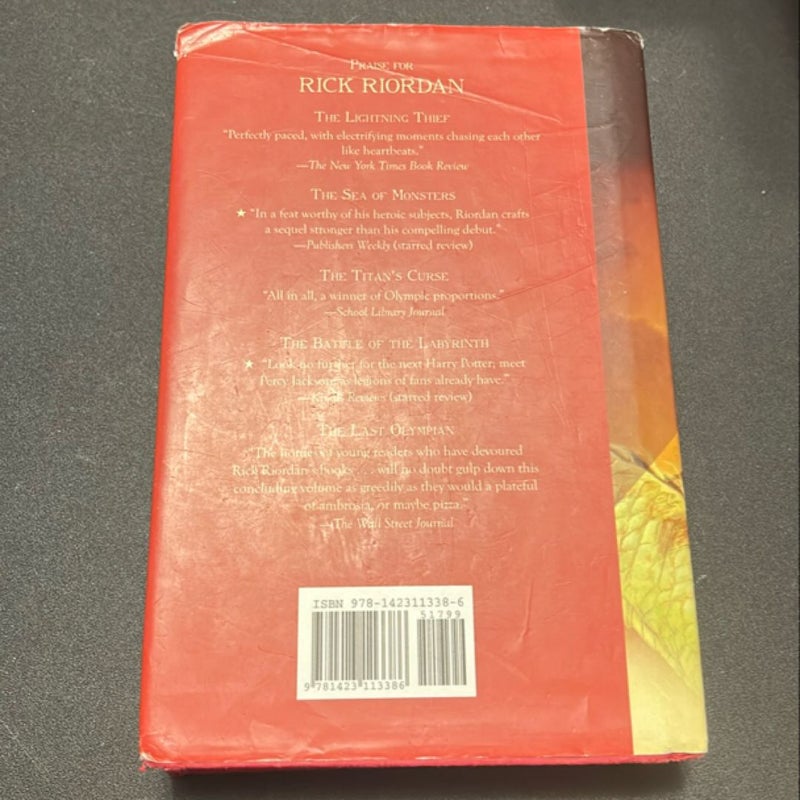 PRAISE FOR
RICK RIORDAN
THE LIGHTNING THIEF
"Perfectly paced, with electrifying moments chasing each other
like heartbeats."
—The New York Times Book Review
THE SEA OF MONSTERS
★ "In a feat worthy of his heroic subjects, Riordan crafts
a sequel stronger than his compelling debut."
—Publishers Weekly (starred review)
THE TITAN'S CURSE
"All in all, a winner of Olympic proportions."
—School Library Journal
THE BATTLE OF THE LABYRINTH
★ "Look no further for the next Harry Potter; meet
Percy Jackson, as legions of fans already have."
—Kirkus Reviews (starred review)
THE LAST OLYMPIAN
"The hordes of young readers who have devoured
Rick Riordan's books . . . will no doubt gulp down this
concluding volume as greedily as they would a plateful
of ambrosia, or maybe pizza."
—The Wall Street Journal
ISBN 978-142311338-6
51799
9 781423 113386